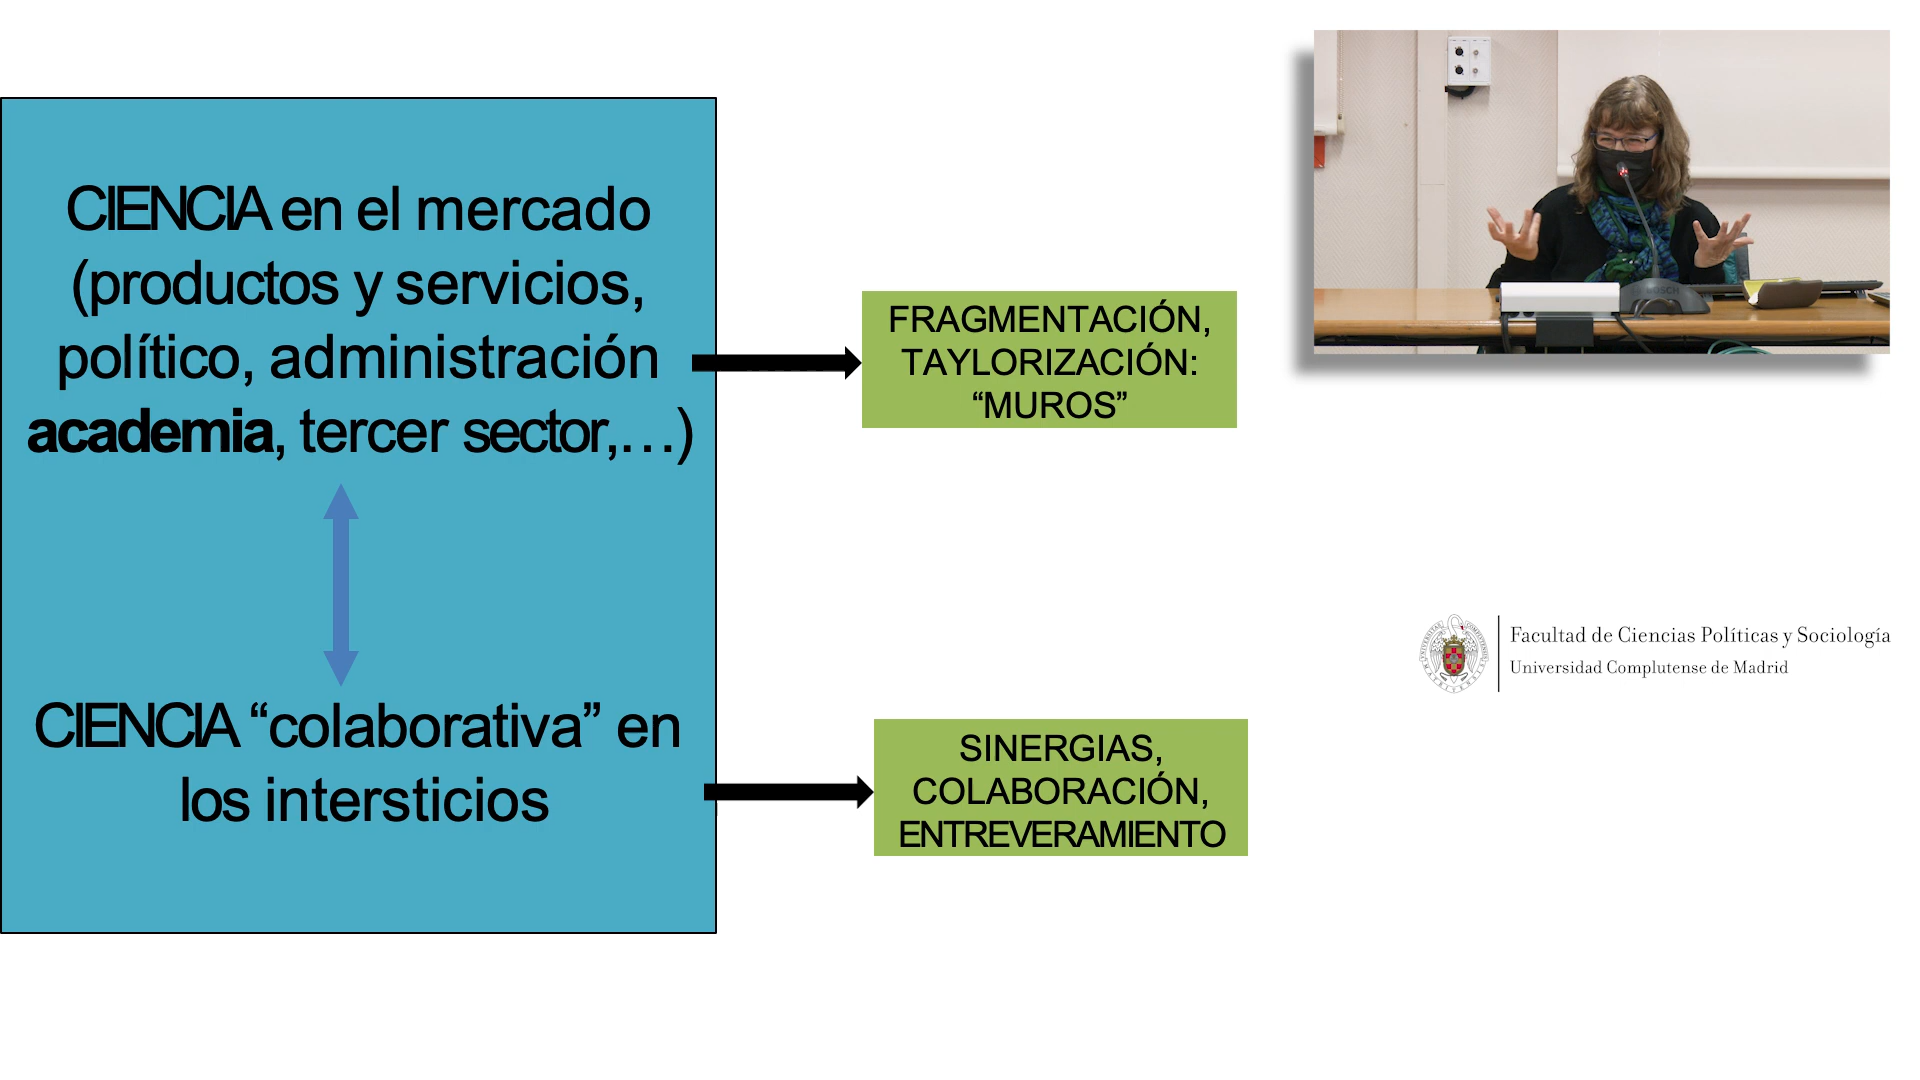 CIENCIA en el mercado
(productos y servicios,
político, administración
academia, tercer sector,…)
CIENCIA “colaborativa” en
los intersticios
FRAGMENTACIÓN,
TAYLORIZACIÓN:
“MUROS”
SINERGIAS,
COLABORACIÓN,
ENTREVERAMIENTO
BOSCH
Facultad de Ciencias Políticas y Sociología
Universidad Complutense de Madrid